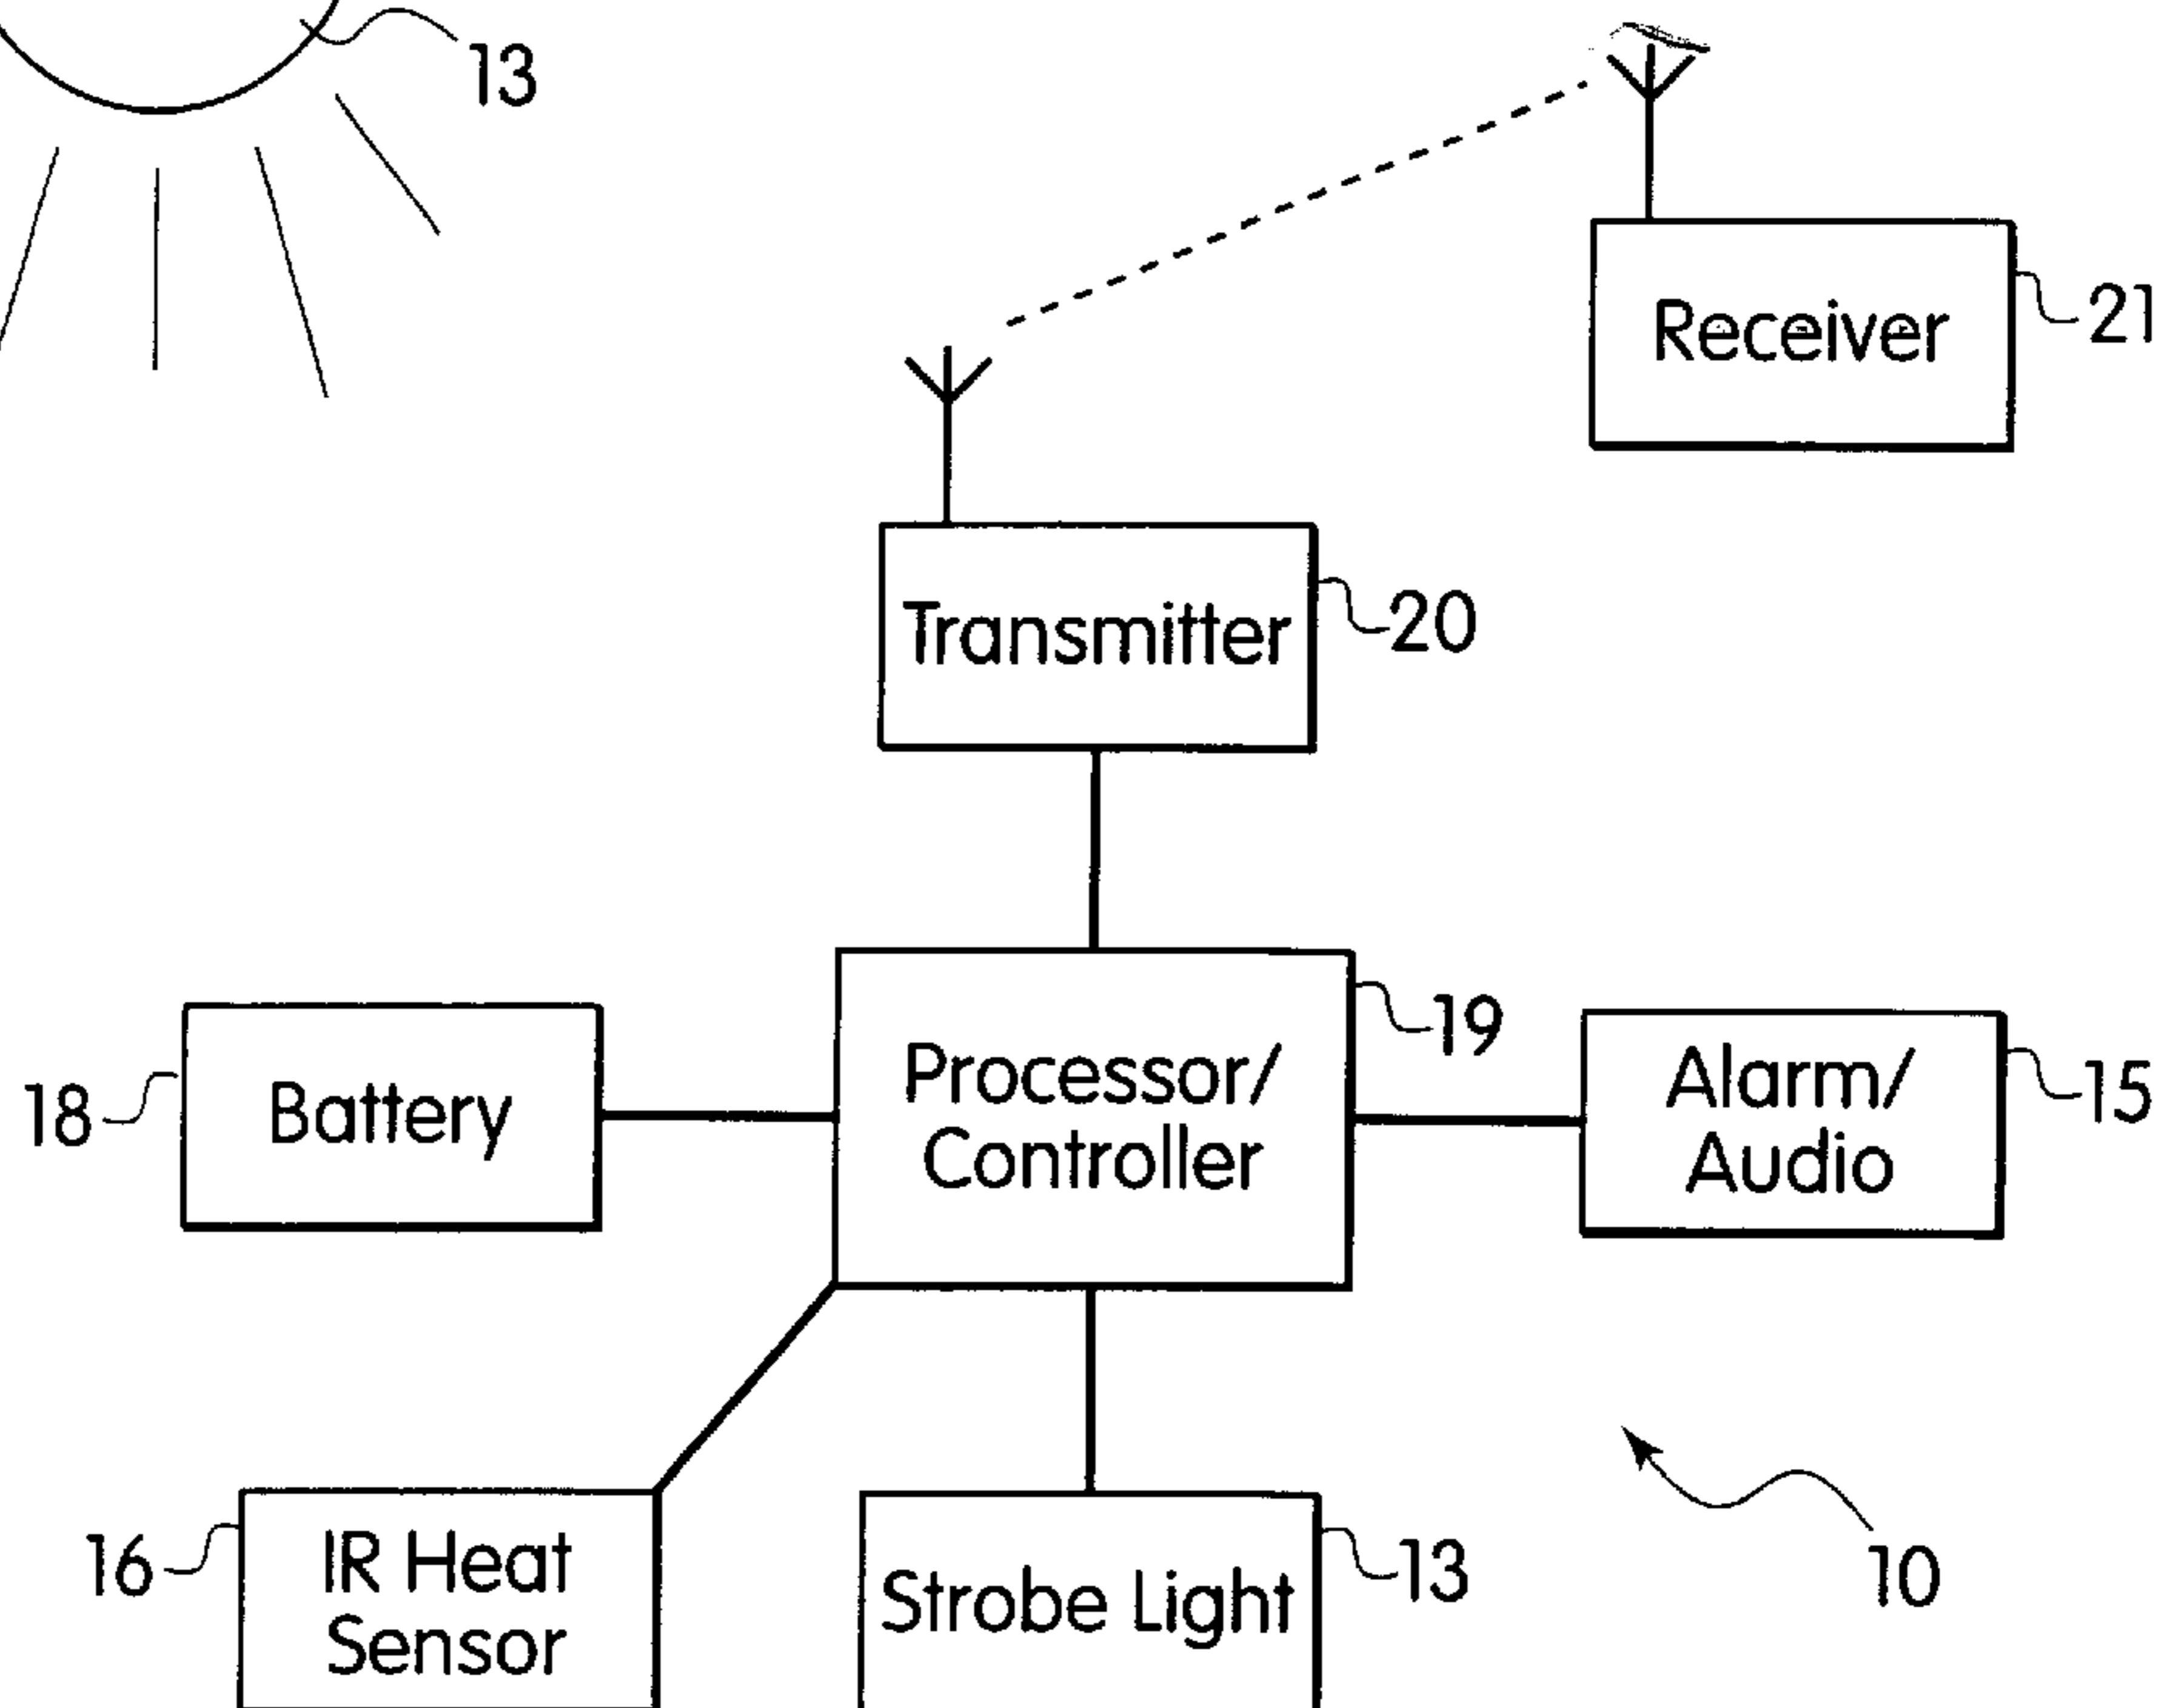 13
Receiver
21
Transmitter
20
Processor/
Controller
19
18
Battery
Alarm/
Audio
15
16
IR Heat
Sensor
Strobe Light
13
10